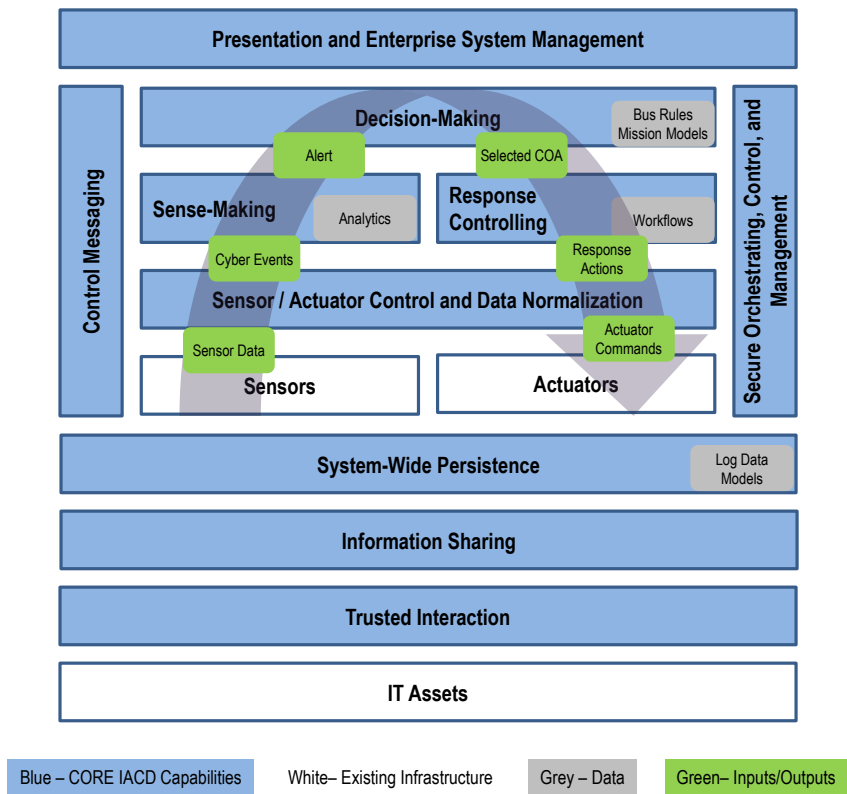 Presentation and Enterprise System Management
Control Messaging
Decision-Making
Bus Rules
Mission Models
Alert
Selected COA
Sense-Making
Analytics
Response
Controlling
Workflows
Cyber Events
Response
Actions
Sensor / Actuator Control and Data Normalization
Sensor Data
Actuator
Commands
Sensors
Actuators
Secure Orchestrating, Control, and
Management
System-Wide Persistence
Log Data
Models
Information Sharing
Trusted Interaction
IT Assets
Blue – CORE IACD Capabilities
White– Existing Infrastructure
Grey – Data
Green– Inputs/Outputs